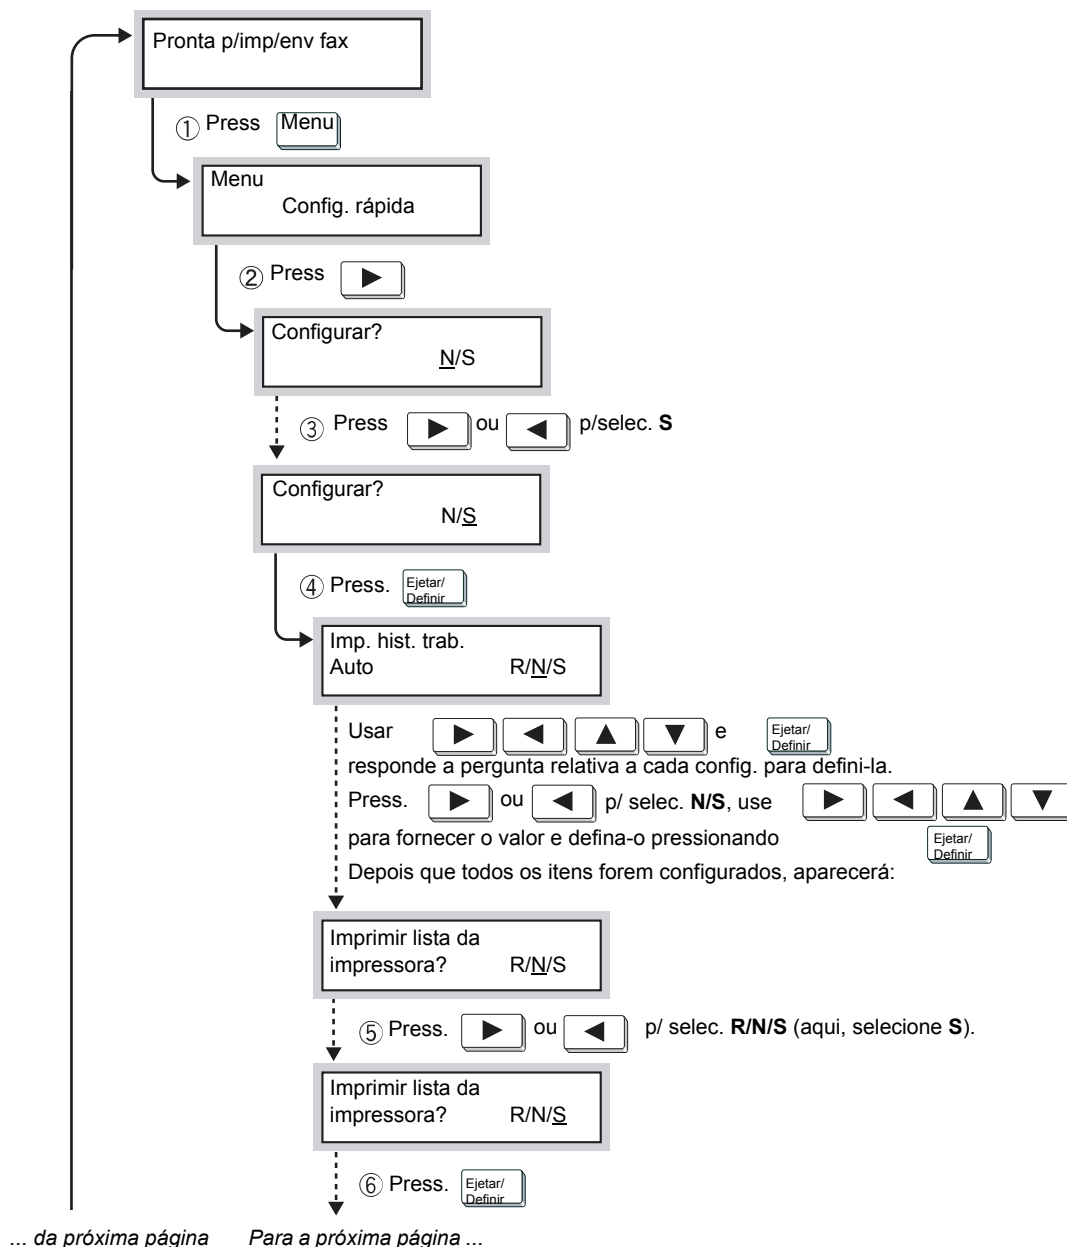 Pronta p/imp/env fax
① Press Menu
Menu
Config. rápida
② Press
Configurar?
N/S
③ Press ou p/selec. S
Configurar?
N/S
④ Press. Ejetar/
Definir
Imp. hist. trab.
Auto R/N/S
Usar e Ejetar/
Definir
responde a pergunta relativa a cada config. para defini-la.
Press. ou p/ selec. N/S, use
para fornecer o valor e defina-o pressionando Ejetar/
Definir
Depois que todos os itens forem configurados, aparecerá:
Imprimir lista da
impressora? R/N/S
⑤ Press. ou p/ selec. R/N/S (aqui, selecione S).
Imprimir lista da
impressora? R/N/S
⑥ Press. Ejetar/
Definir
... da próxima página Para a próxima página ...